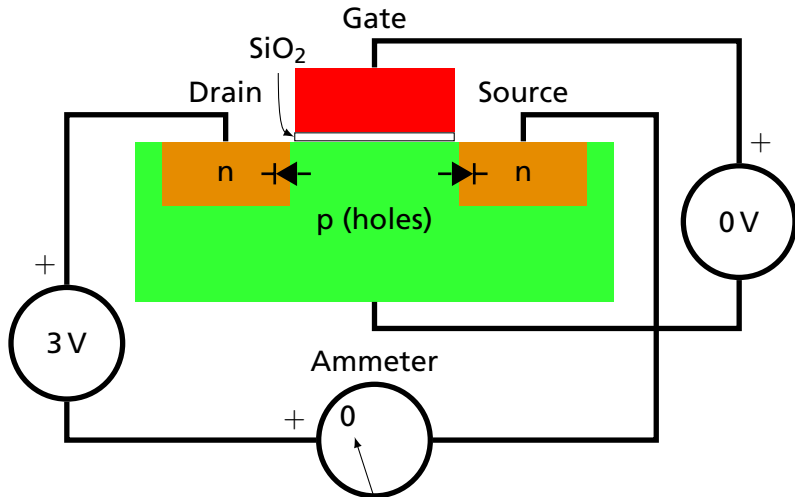 Gate
SiO₂
Drain
Source
+
n
n
p (holes)
0 V
+
3 V
Ammeter
+
0